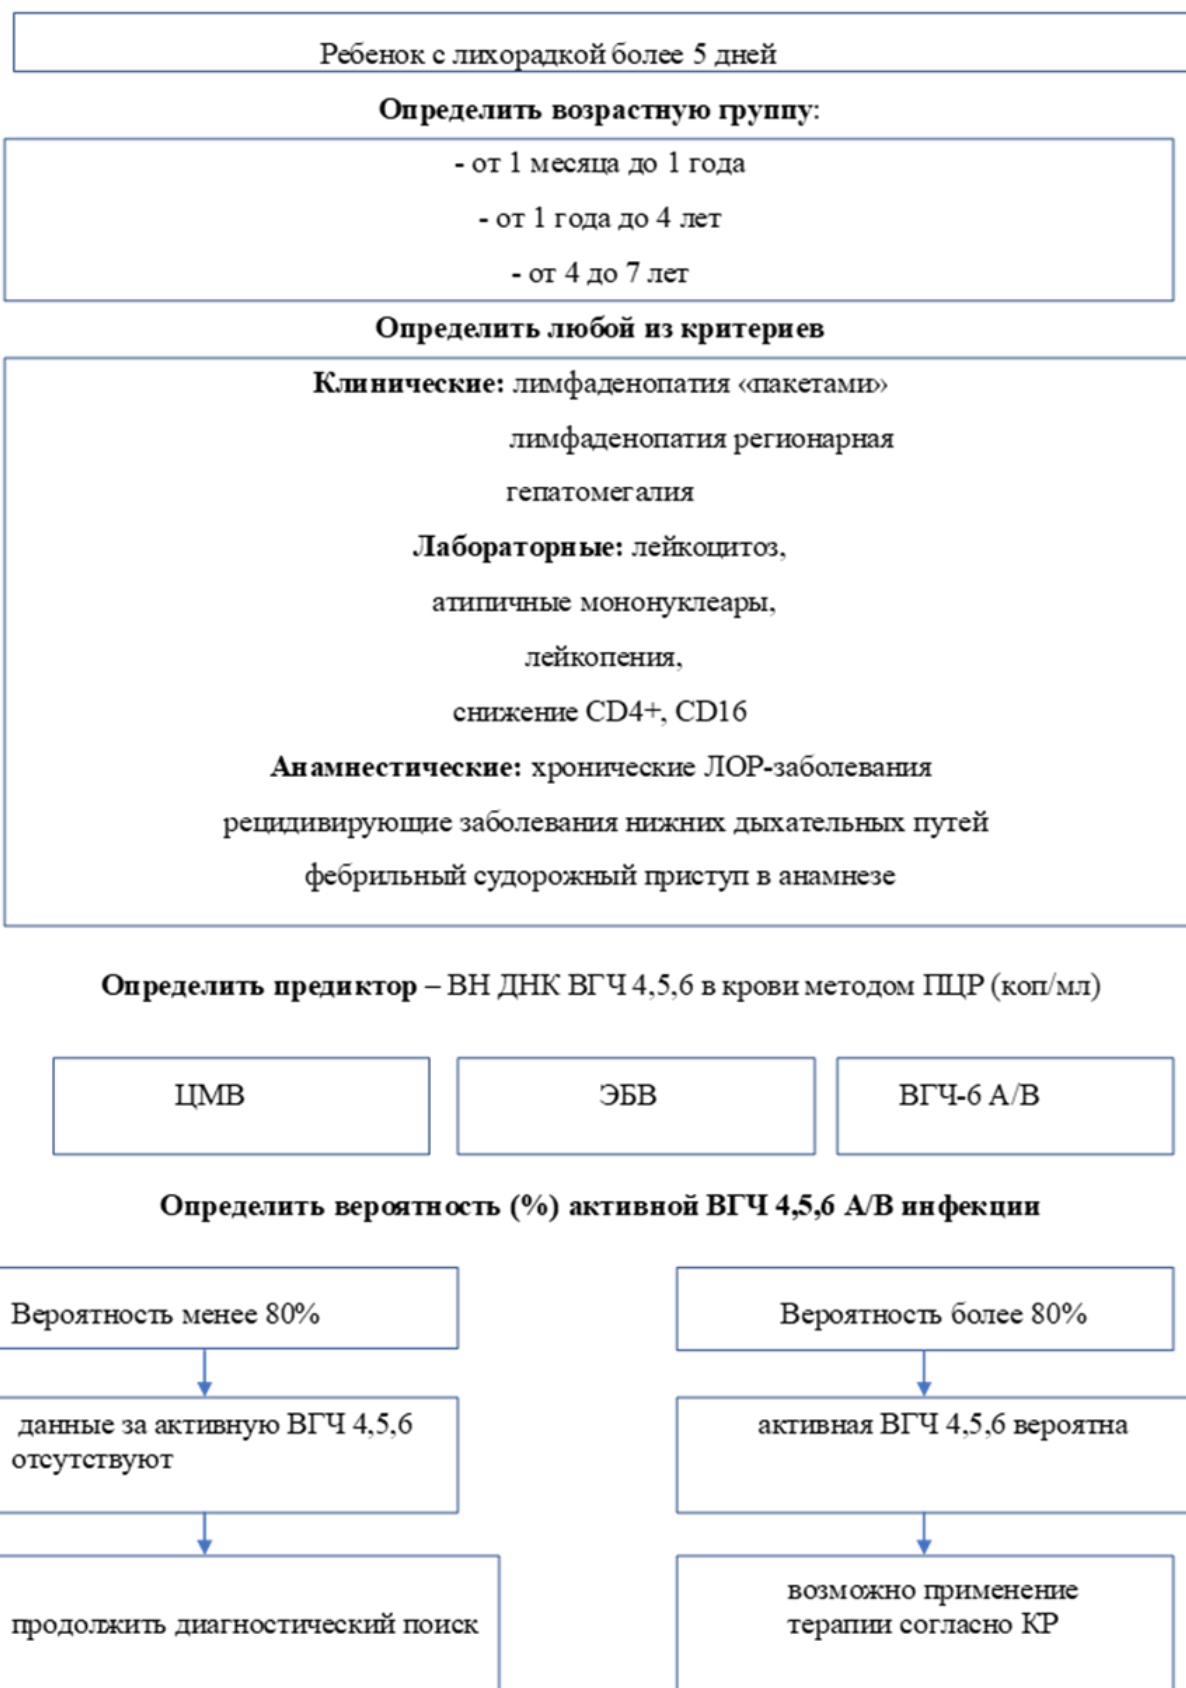 Ребенок с лихорадкой более 5 дней
Определить возрастную группу:
- от 1 месяца до 1 года
- от 1 года до 4 лет
- от 4 до 7 лет
Определить любой из критериев
Клинические: лимфаденопатия «пакетами»
лимфаденопатия регионарная
гепатомегалия
Лабораторные: лейкоцитоз,
атипичные мононуклеары,
лейкопения,
снижение CD4+, CD16
Анамнестические: хронические ЛОР-заболевания
рецидивирующие заболевания нижних дыхательных путей
фебрильный судорожный приступ в анамнезе
Определить предиктор – ВН ДНК ВГЧ 4,5,6 в крови методом ПЦР (коп/мл)
ЦМВ
ЭБВ
ВГЧ-6 А/В
Определить вероятность (%) активной ВГЧ 4,5,6 А/В инфекции
Вероятность менее 80%
Вероятность более 80%
данные за активную ВГЧ 4,5,6
отсутствуют
активная ВГЧ 4,5,6 вероятна
продолжить диагностический поиск
возможно применение
терапии согласно КР